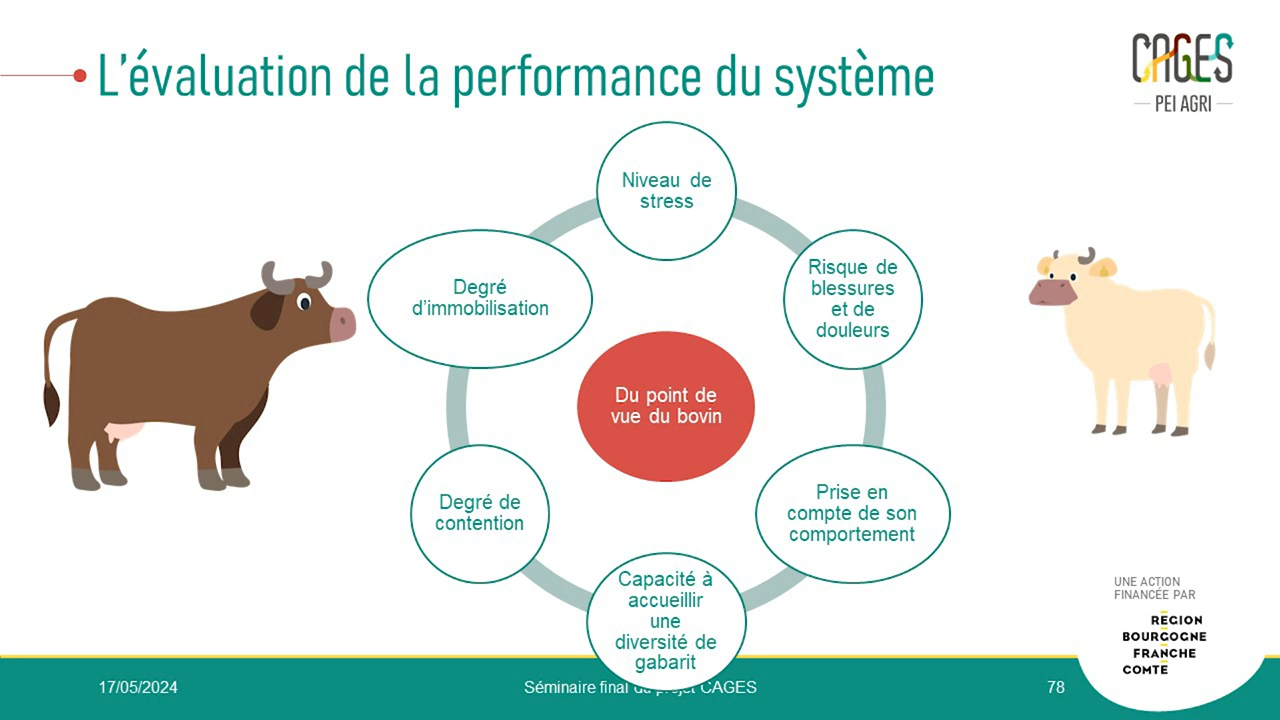 L'évaluation de la performance du système
CAGES
PEI AGRI
Niveau de
stress
Risque de
blessures
et de
douleurs
Prise en
compte de son
comportement
Capacité à
accueillir
une
diversité de
gabarit
Degré de
contention
Degré
d'immobilisation
Du point de
vue du bovin
UNE ACTION
FINANCÉE PAR
RÉGION
BOURGOGNE
FRANCHE
COMTE
17/05/2024
Séminaire final du projet CAGES
78